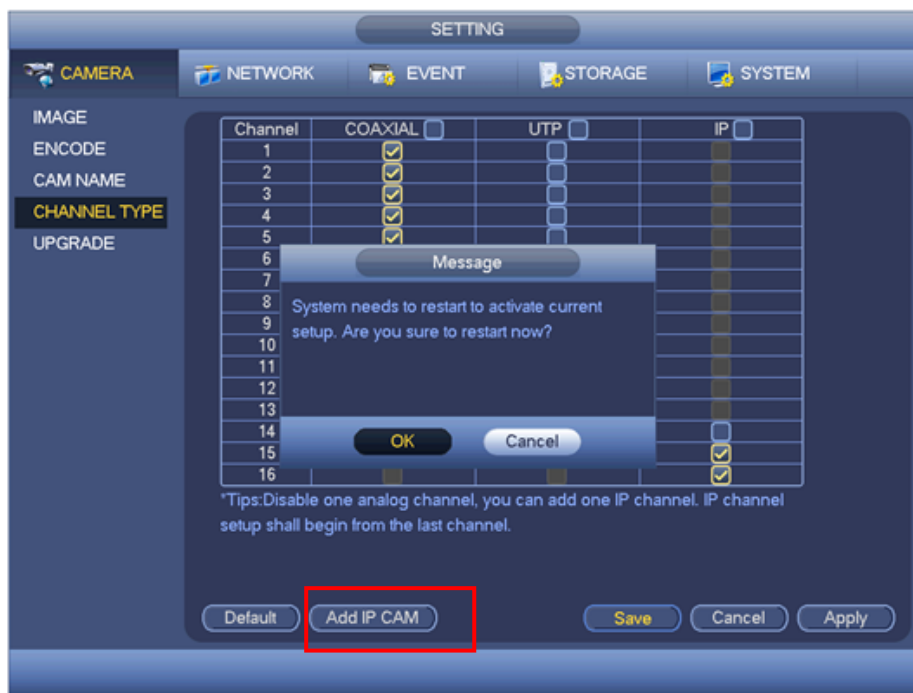 SETTING
CAMERA NETWORK EVENT STORAGE SYSTEM
IMAGE
ENCODE
CAM NAME
CHANNEL TYPE
UPGRADE
Channel COAXIAL UTP IP
1
2
3
4
5
6
7
8
9
10
11
12
13
14
15
16
Message
System needs to restart to activate current
setup. Are you sure to restart now?
OK Cancel
*Tips:Disable one analog channel, you can add one IP channel. IP channel
setup shall begin from the last channel.
Default Add IP CAM Save Cancel Apply